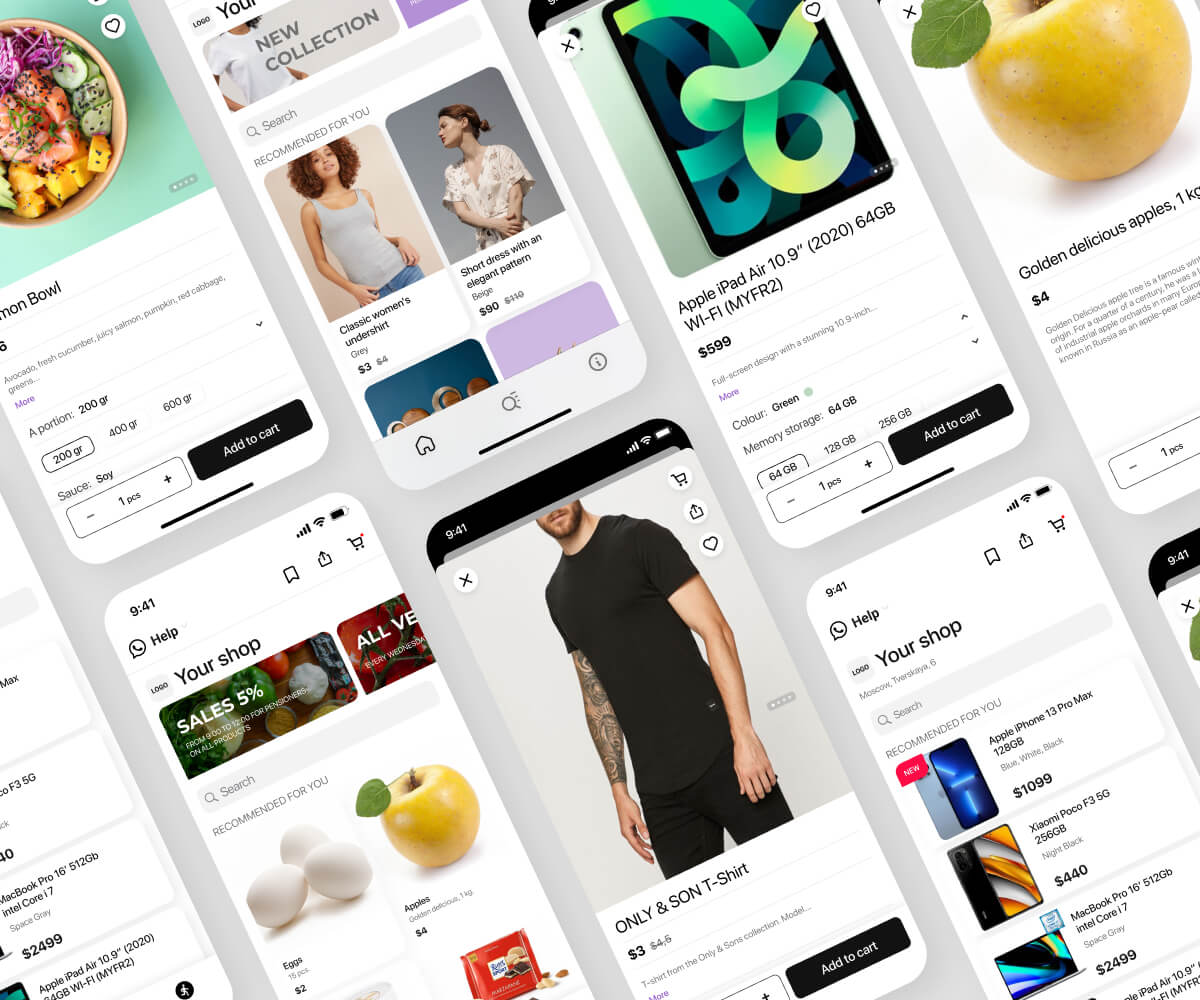 mon Bowl
Avocado, fresh cucumber, juicy salmon, pumpkin, red cabbage,
greens...
More
A portion: 200 gr
200 gr
400 gr
600 gr
Sauce: Soy
− 1 pcs +
Add to cart
LOGO
NEW
COLLECTION
Search
RECOMMENDED FOR YOU
Classic women's
undershirt
Grey
$3 $4
Short dress with an
elegant pattern
Beige
$90 $110
Apple iPad Air 10.9” (2020) 64GB
WI-FI (MYFR2)
$599
Full-screen design with a stunning 10.9-inch...
More
Colour: Green
Memory storage: 64 GB
64 GB
128 GB
256 GB
− 1 pcs +
Add to cart
Golden delicious apples, 1 kg
$4
Golden Delicious apple tree is a famous
origin. For a quarter of a century, he was a
of industrial apple orchards in many
known in Russia as an apple-pear called
− 1 pcs
Max
co F3 5G
MacBook Pro 16' 512Gb
intel Core i 7
Space Gray
$2499
Apple iPad Air 10.9” (2020)
64GB WI-FI (MYFR2)
9:41
Help
LOGO
Your shop
SALES 5%
FROM 9:00 TO 12:00 FOR PENSIONERS-
ON ALL PRODUCTS
ALL VE
EVERY WEDNESDA
Search
RECOMMENDED FOR YOU
Eggs
15 pcs.
$2
Apples
Golden delicious, 1 kg.
$4
Ritter
SPORT
9:41
ONLY & SON T-Shirt
$3 $4,5
T-shirt from the Only & Sons collection. Model...
More
+
Add to cart
9:41
Help
LOGO
Your shop
Moscow, Tverskaya, 6
Search
RECOMMENDED FOR YOU
NEW
Apple iPhone 13 Pro Max
128GB
Blue, White, Black
$1099
Xiaomi Poco F3 5G
256GB
Night Black
$440
MacBook Pro 16' 512Gb
intel Core i 7
Space Gray
$2499
Apple iPad Air 10.9” (2020)
9:41